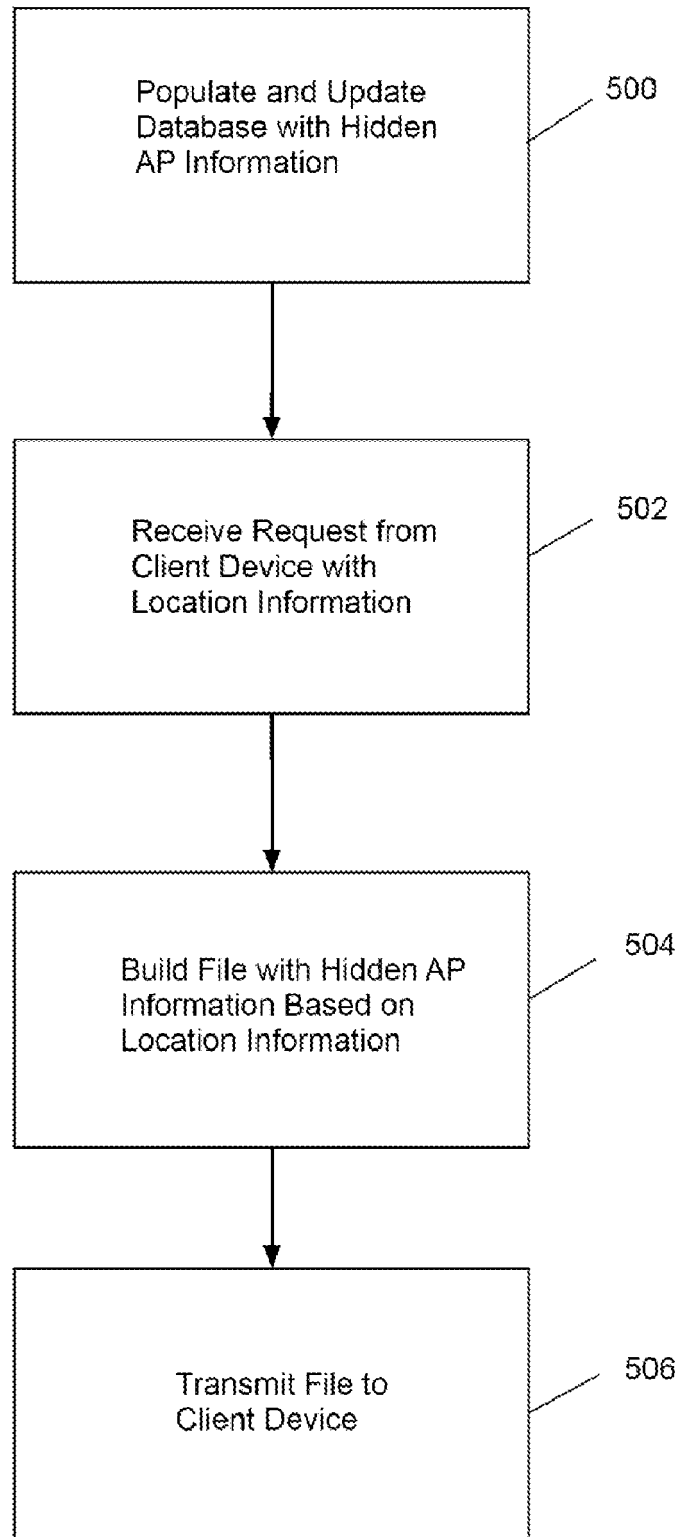 Populate and Update
Database with Hidden
AP Information
500
Receive Request from
Client Device with
Location Information
502
Build File with Hidden AP
Information Based on
Location Information
504
Transmit File to
Client Device
506